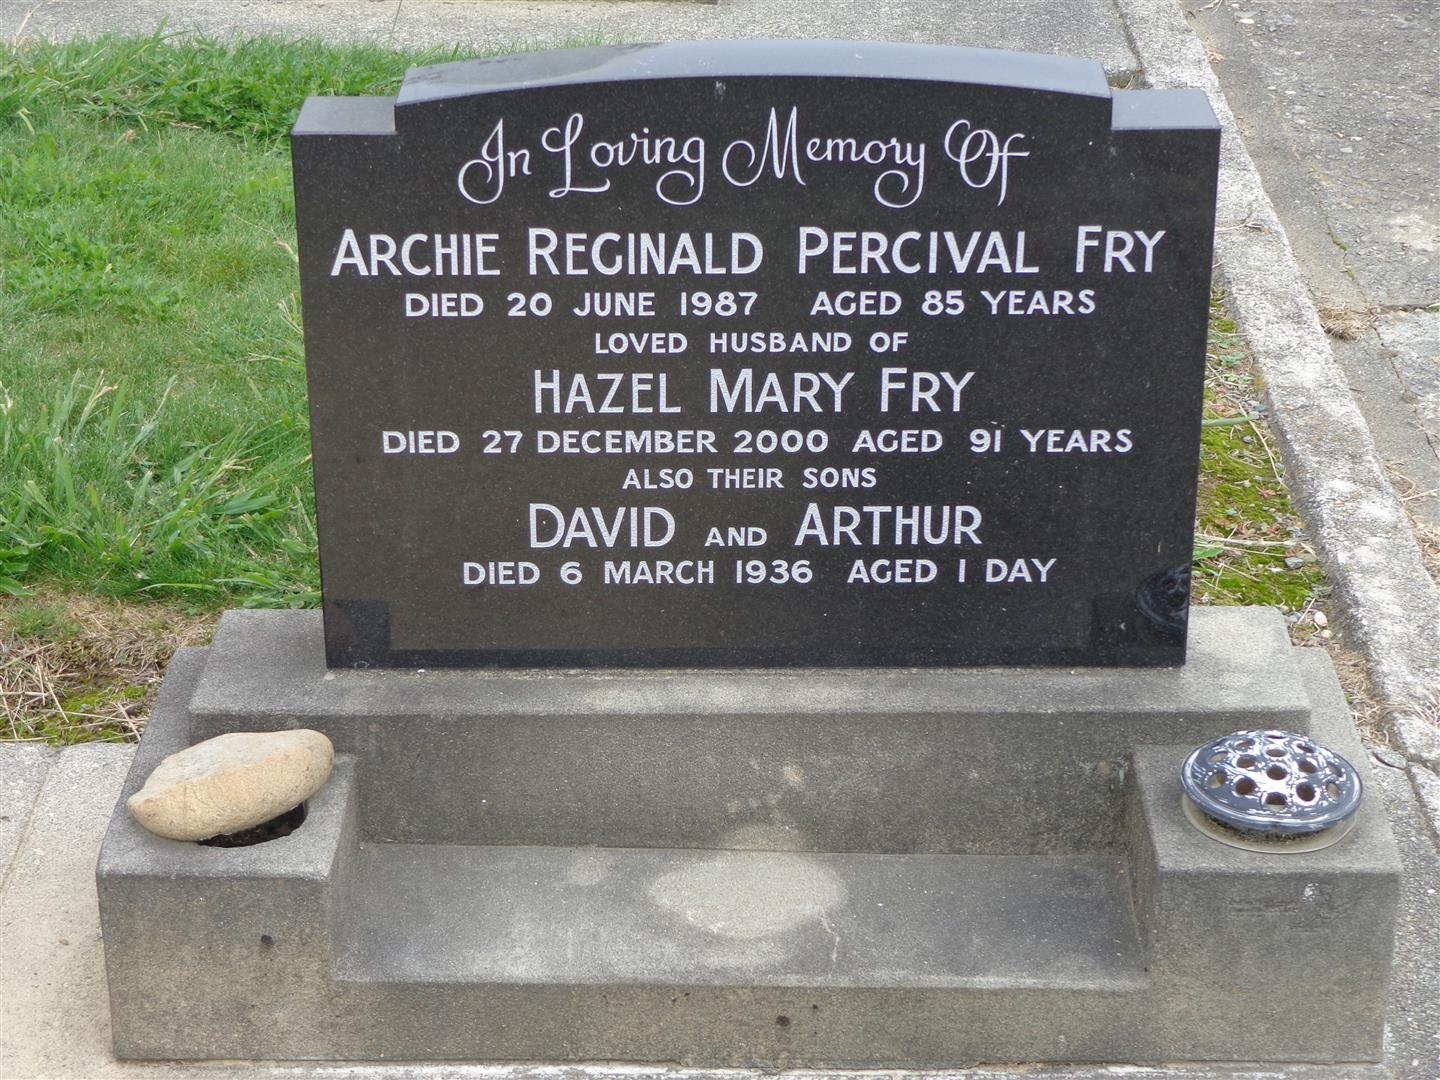 In Loving Memory Of
ARCHIE REGINALD PERCIVAL FRY
DIED 20 JUNE 1987 AGED 85 YEARS
LOVED HUSBAND OF
HAZEL MARY FRY
DIED 27 DECEMBER 2000 AGED 91 YEARS
ALSO THEIR SONS
DAVID AND ARTHUR
DIED 6 MARCH 1936 AGED 1 DAY